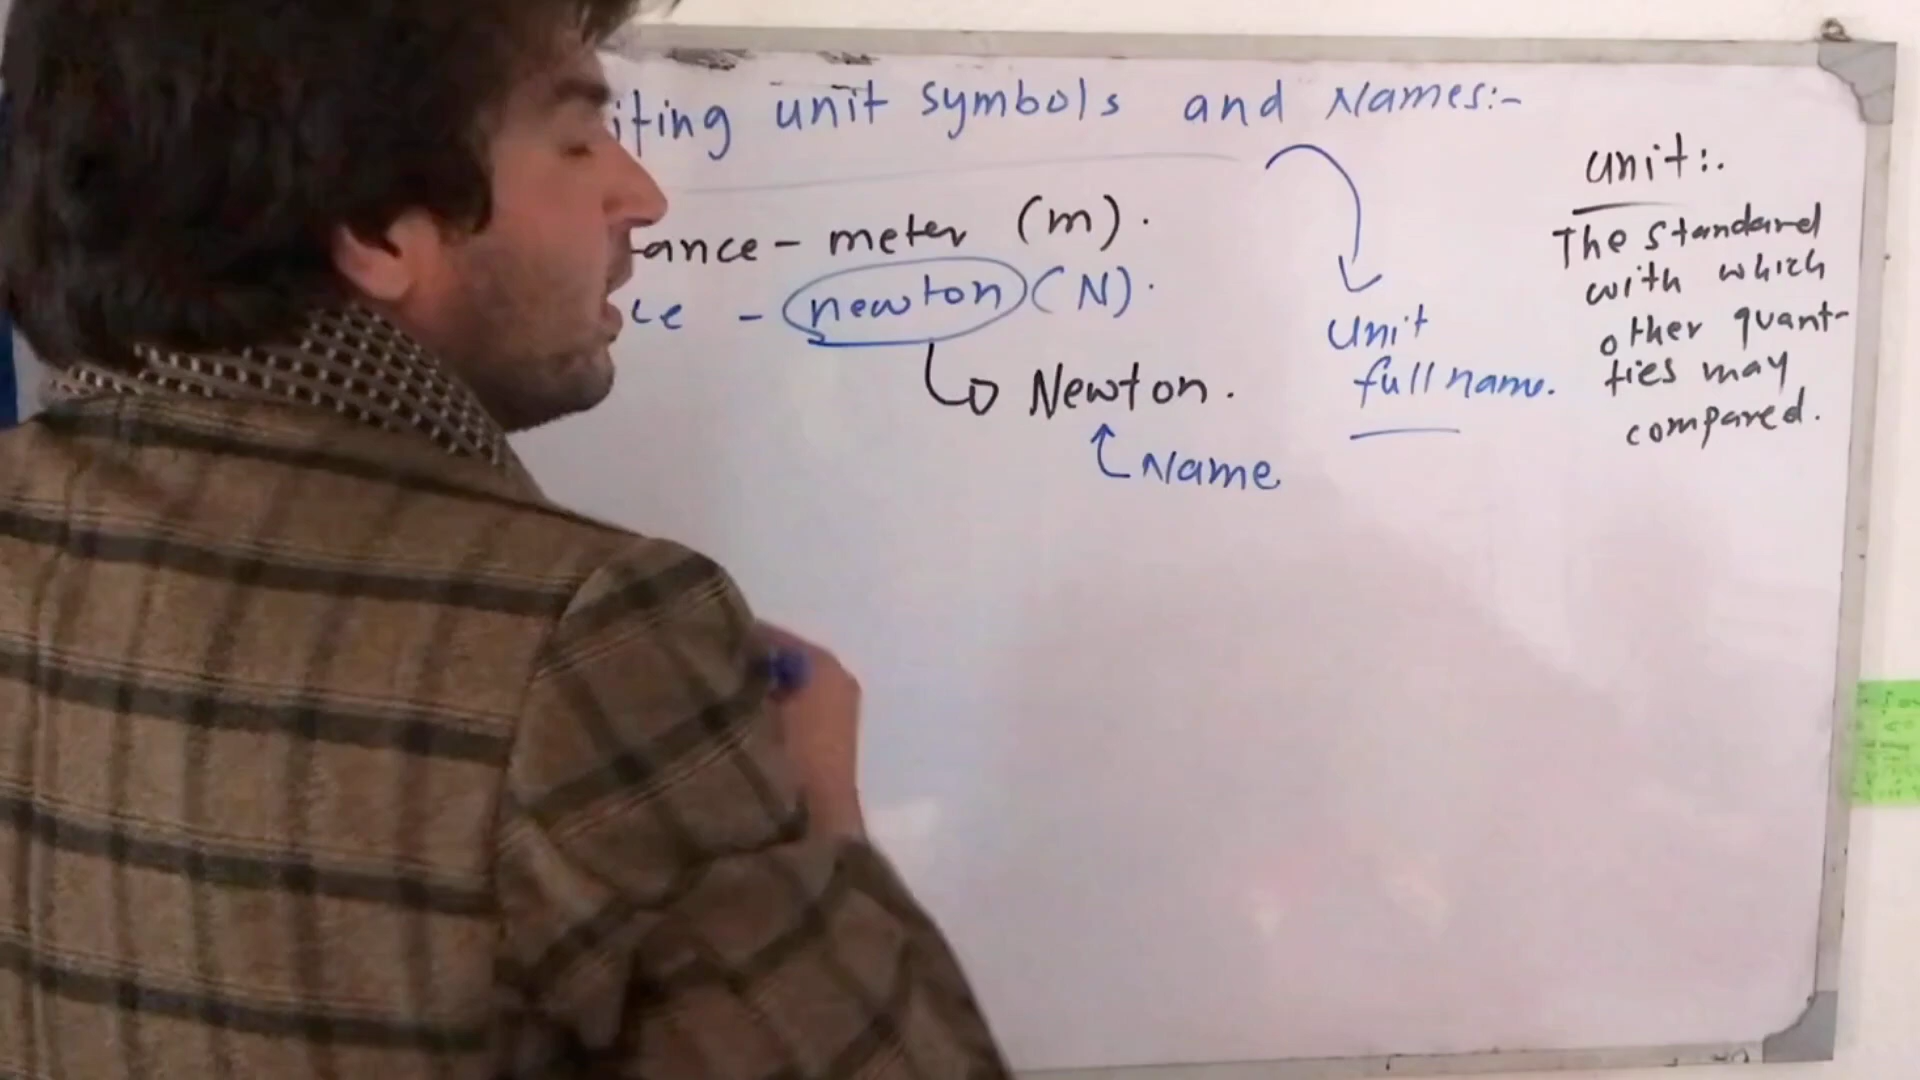 iting unit symbols and Names:-
ance - meter (m).
ce - newton (N).
Newton.
Name
Unit
full name.
unit:.
The standard
with which
other quant-
ties may
compared.